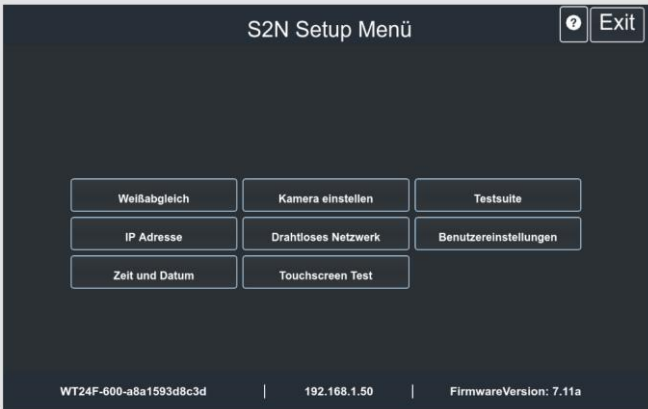 S2N Setup Menü ? Exit
Weißabgleich Kamera einstellen Testsuite
IP Adresse Drahtloses Netzwerk Benutzereinstellungen
Zeit und Datum Touchscreen Test
WT24F-600-a8a1593d8c3d | 192.168.1.50 | FirmwareVersion: 7.11a